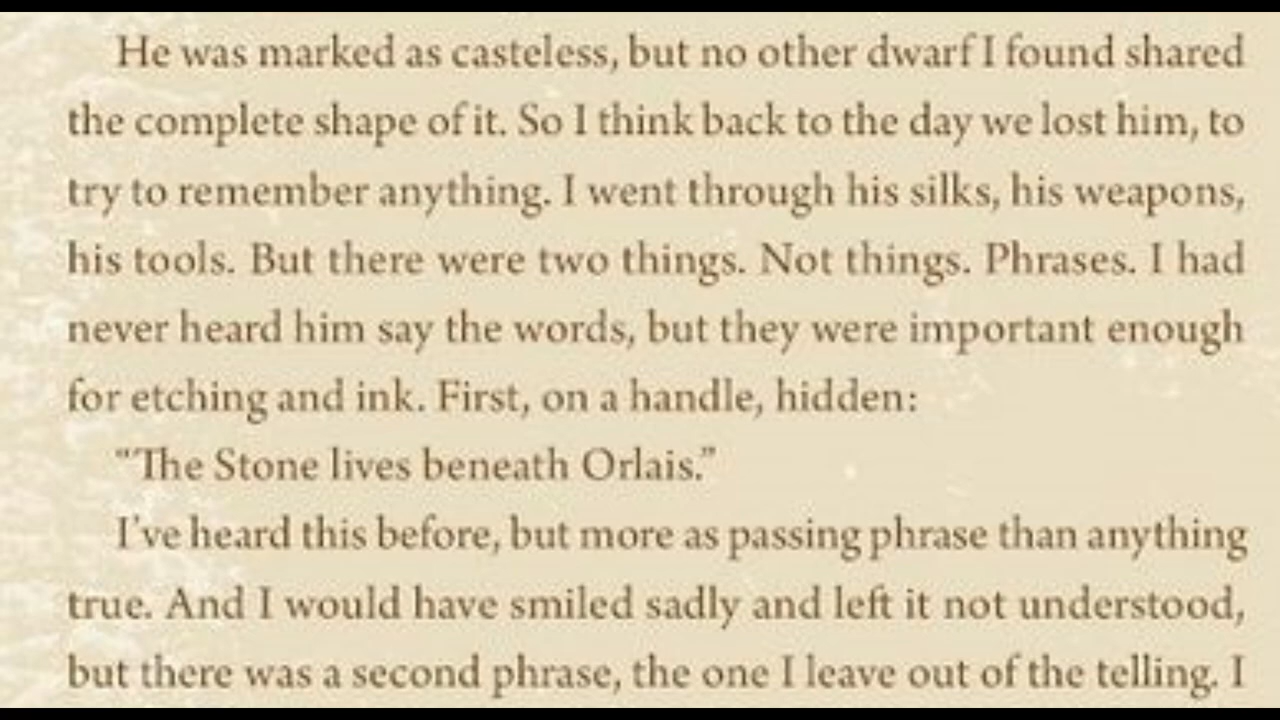 He was marked as casteless, but no other dwarf I found shared
the complete shape of it. So I think back to the day we lost him, to
try to remember anything. I went through his silks, his weapons,
his tools. But there were two things. Not things. Phrases. I had
never heard him say the words, but they were important enough
for etching and ink. First, on a handle, hidden:
“The Stone lives beneath Orlais.”
I’ve heard this before, but more as passing phrase than anything
true. And I would have smiled sadly and left it not understood,
but there was a second phrase, the one I leave out of the telling. I